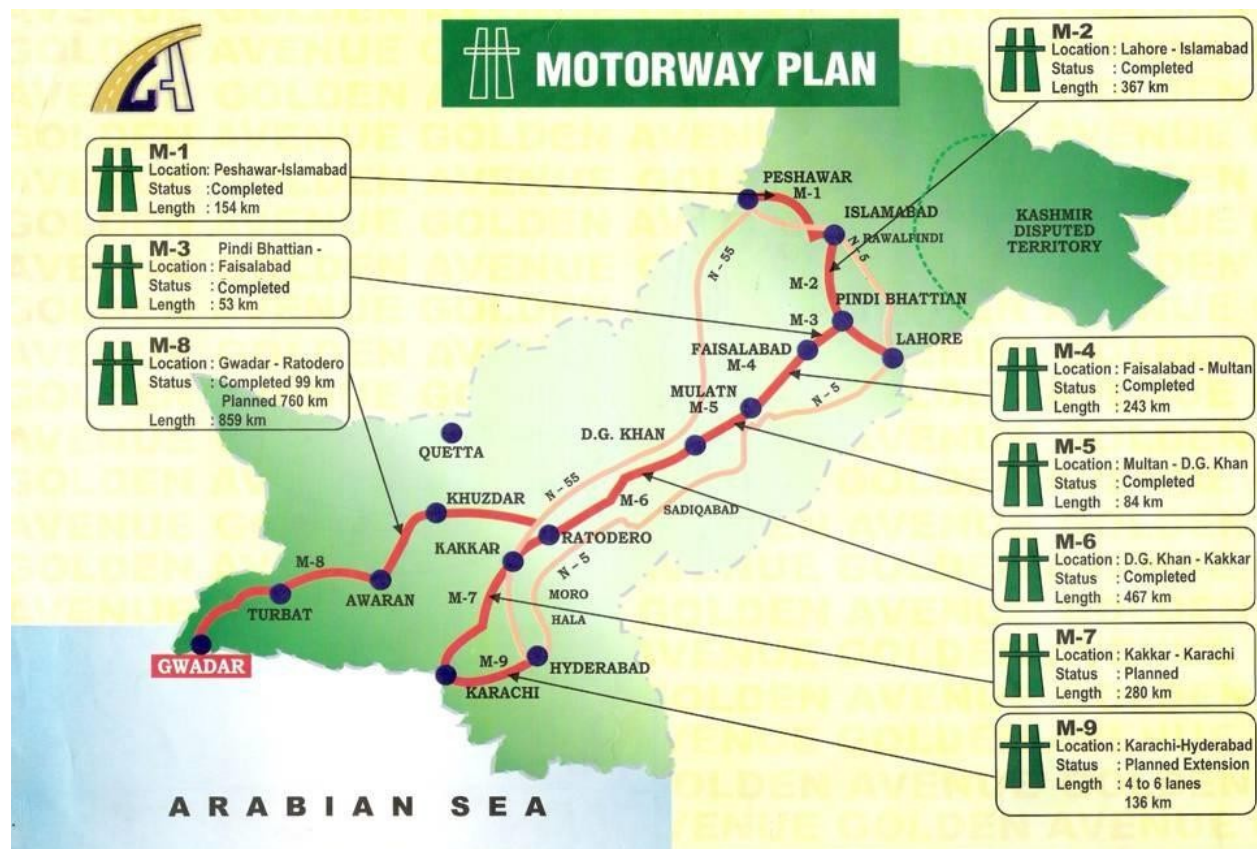 MOTORWAY PLAN
M-2
Location : Lahore - Islamabad
Status : Completed
Length : 367 km
M-1
Location: Peshawar-Islamabad
Status :Completed
Length : 154 km
M-3 Pindi Bhattian -
Location : Faisalabad
Status : Completed
Length : 53 km
M-8
Location : Gwadar - Ratodero
Status : Completed 99 km
Planned 760 km
Length : 859 km
M-4
Location : Faisalabad - Multan
Status : Completed
Length : 243 km
M-5
Location : Multan - D.G. Khan
Status : Completed
Length : 84 km
M-6
Location : D.G. Khan - Kakkar
Status : Completed
Length : 467 km
M-7
Location : Kakkar - Karachi
Status : Planned
Length : 280 km
M-9
Location : Karachi-Hyderabad
Status : Planned Extension
Length : 4 to 6 lanes
136 km
PESHAWAR
M-1
ISLAMABAD
RAWALPINDI
KASHMIR
DISPUTED
TERRITORY
N-5
N-55
M-2
PINDI BHATTIAN
M-3
LAHORE
FAISALABAD
M-4
MULATN
M-5
N-5
D.G. KHAN
QUETTA
N-55
M-6
SADIQABAD
KHUZDAR
RATODERO
KAKKAR
N-5
M-8
TURBAT
AWARAN
M-7
MORO
HALA
GWADAR
M-9
HYDERABAD
KARACHI
ARABIAN SEA
GOLDEN AVENUE GOLDEN AVENUE